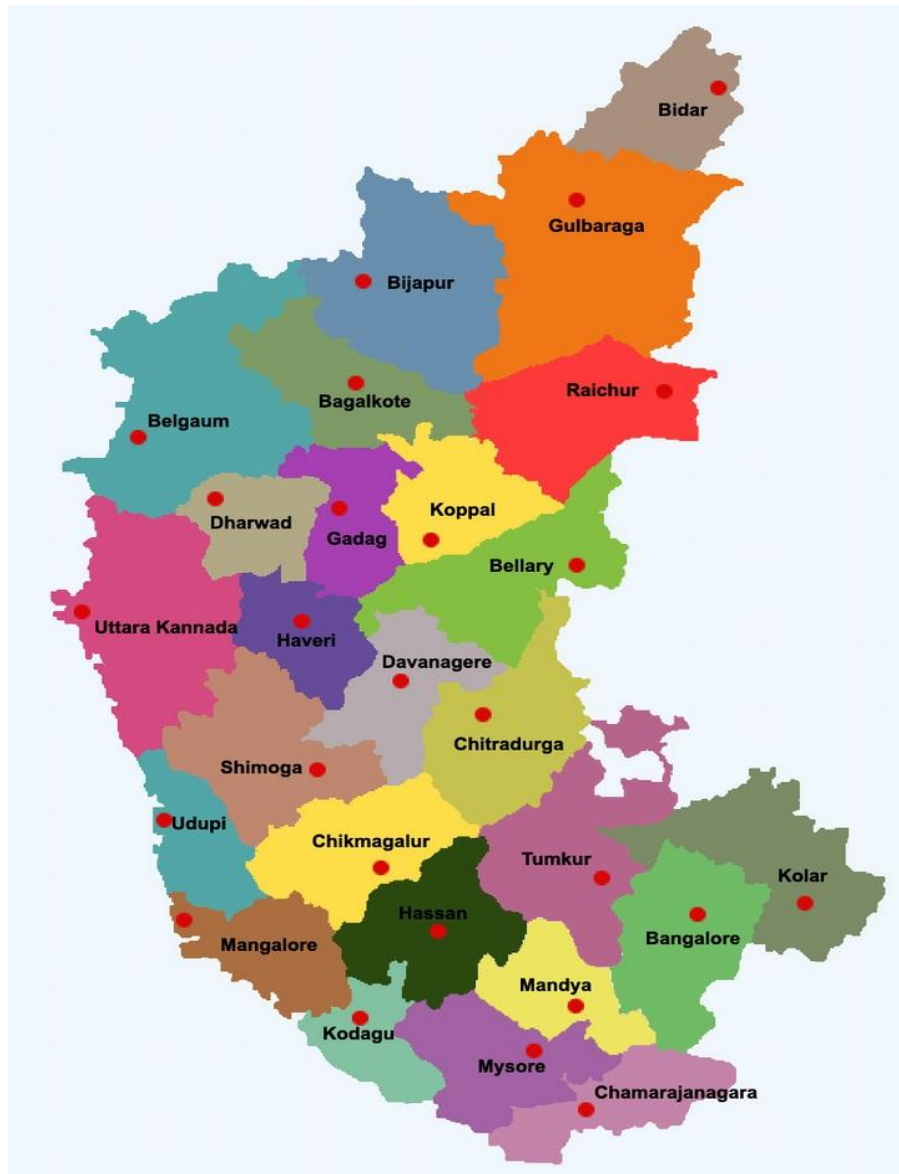 Bidar
Gulbaraga
Bijapur
Raichur
Bagalkote
Belgaum
Koppal
Dharwad
Gadag
Bellary
Uttara Kannada
Haveri
Davanagere
Chitradurga
Shimoga
Udupi
Chikmagalur
Tumkur
Kolar
Hassan
Bangalore
Mangalore
Mandya
Kodagu
Mysore
Chamarajanagara